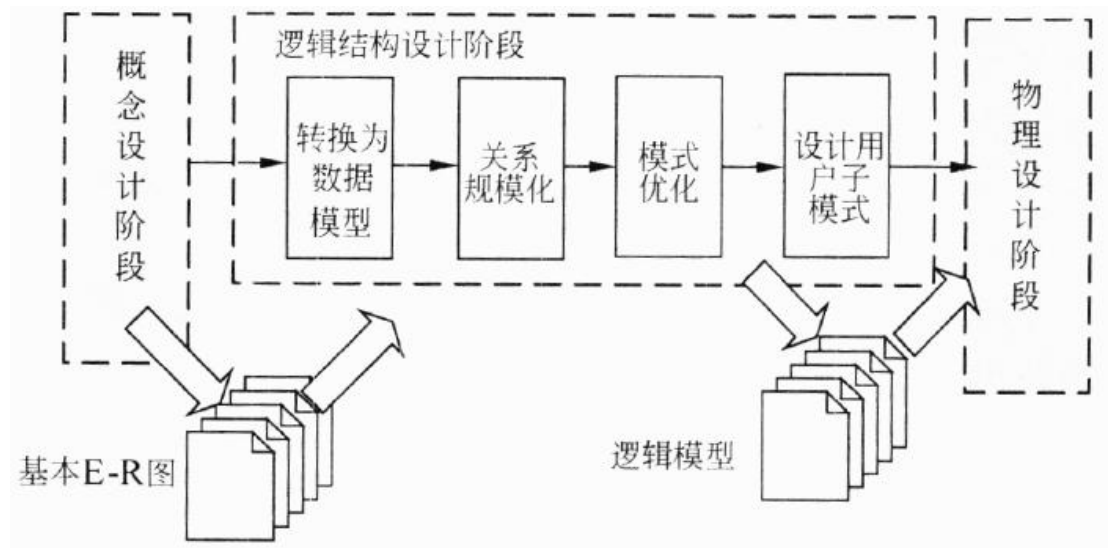 概念设计阶段
逻辑结构设计阶段
转换为
数据
模型
关系
规模化
模式
优化
设计用
户子
模式
物理设计阶段
基本E-R图
逻辑模型